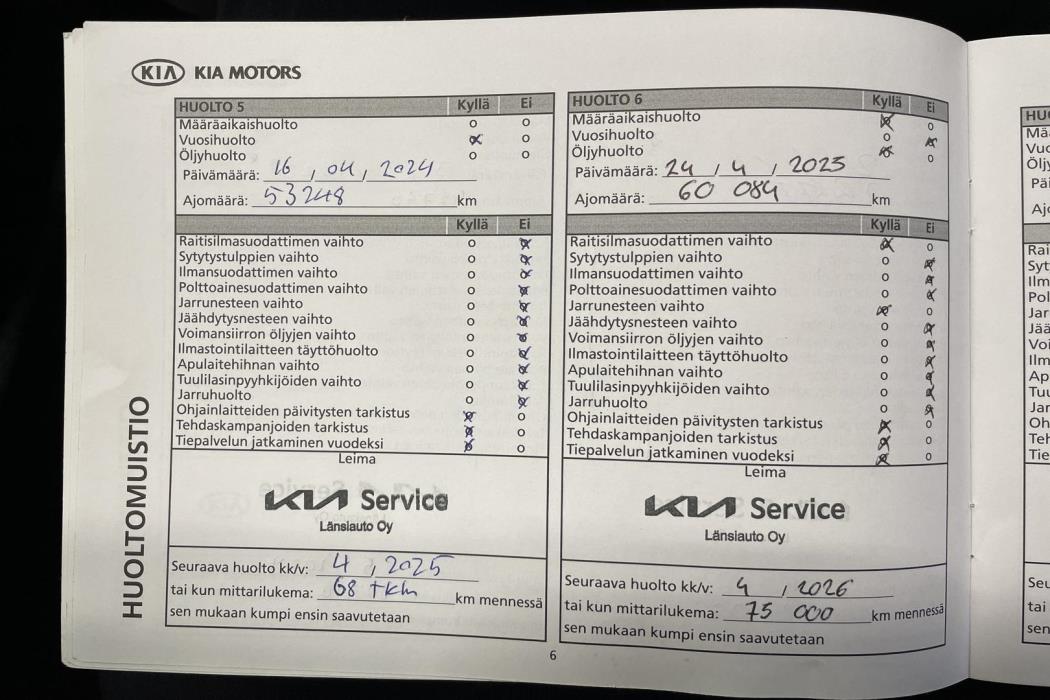 KIA KIA MOTORS
HUOLTOMUISTIO
HUOLTO 5 Kyllä Ei
Määräaikaishuolto o o
Vuosihuolto x o
Öljyhuolto o o
Päivämäärä: 16 , 04 , 2024
Ajomäärä: 53248 km
Kyllä Ei
Raitisilmasuodattimen vaihto o x
Sytytystulppien vaihto o x
Ilmansuodattimen vaihto o x
Polttoainesuodattimen vaihto o x
Jarrunesteen vaihto o x
Jäähdytysnesteen vaihto o x
Voimansiirron öljyjen vaihto o x
Ilmastointilaitteen täyttöhuolto o x
Apulaitehihnan vaihto o x
Tuulilasinpyyhkijöiden vaihto o x
Jarruhuolto o x
Ohjainlaitteiden päivitysten tarkistus x o
Tehdaskampanjoiden tarkistus x o
Tiepalvelun jatkaminen vuodeksi x o
Leima
KIA Service
Länsiauto Oy
Seuraava huolto kk/v: 4 , 2025
tai kun mittarilukema: 68 tkm km mennessä
sen mukaan kumpi ensin saavutetaan
HUOLTO 6 Kyllä Ei
Määräaikaishuolto x o
Vuosihuolto o x
Öljyhuolto x o
Päivämäärä: 24 , 4 , 2025
Ajomäärä: 60 084 km
Kyllä Ei
Raitisilmasuodattimen vaihto x o
Sytytystulppien vaihto o x
Ilmansuodattimen vaihto o x
Polttoainesuodattimen vaihto o x
Jarrunesteen vaihto x o
Jäähdytysnesteen vaihto o x
Voimansiirron öljyjen vaihto o x
Ilmastointilaitteen täyttöhuolto o x
Apulaitehihnan vaihto o x
Tuulilasinpyyhkijöiden vaihto o x
Jarruhuolto o x
Ohjainlaitteiden päivitysten tarkistus x o
Tehdaskampanjoiden tarkistus x o
Tiepalvelun jatkaminen vuodeksi x o
Leima
KIA Service
Länsiauto Oy
Seuraava huolto kk/v: 4 , 2026
tai kun mittarilukema: 75 000 km mennessä
sen mukaan kumpi ensin saavutetaan
6